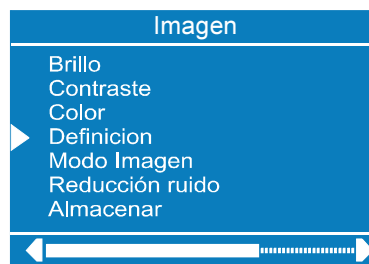 Imagen
Brillo
Contraste
Color
Definicion
Modo Imagen
Reducción ruido
Almacenar